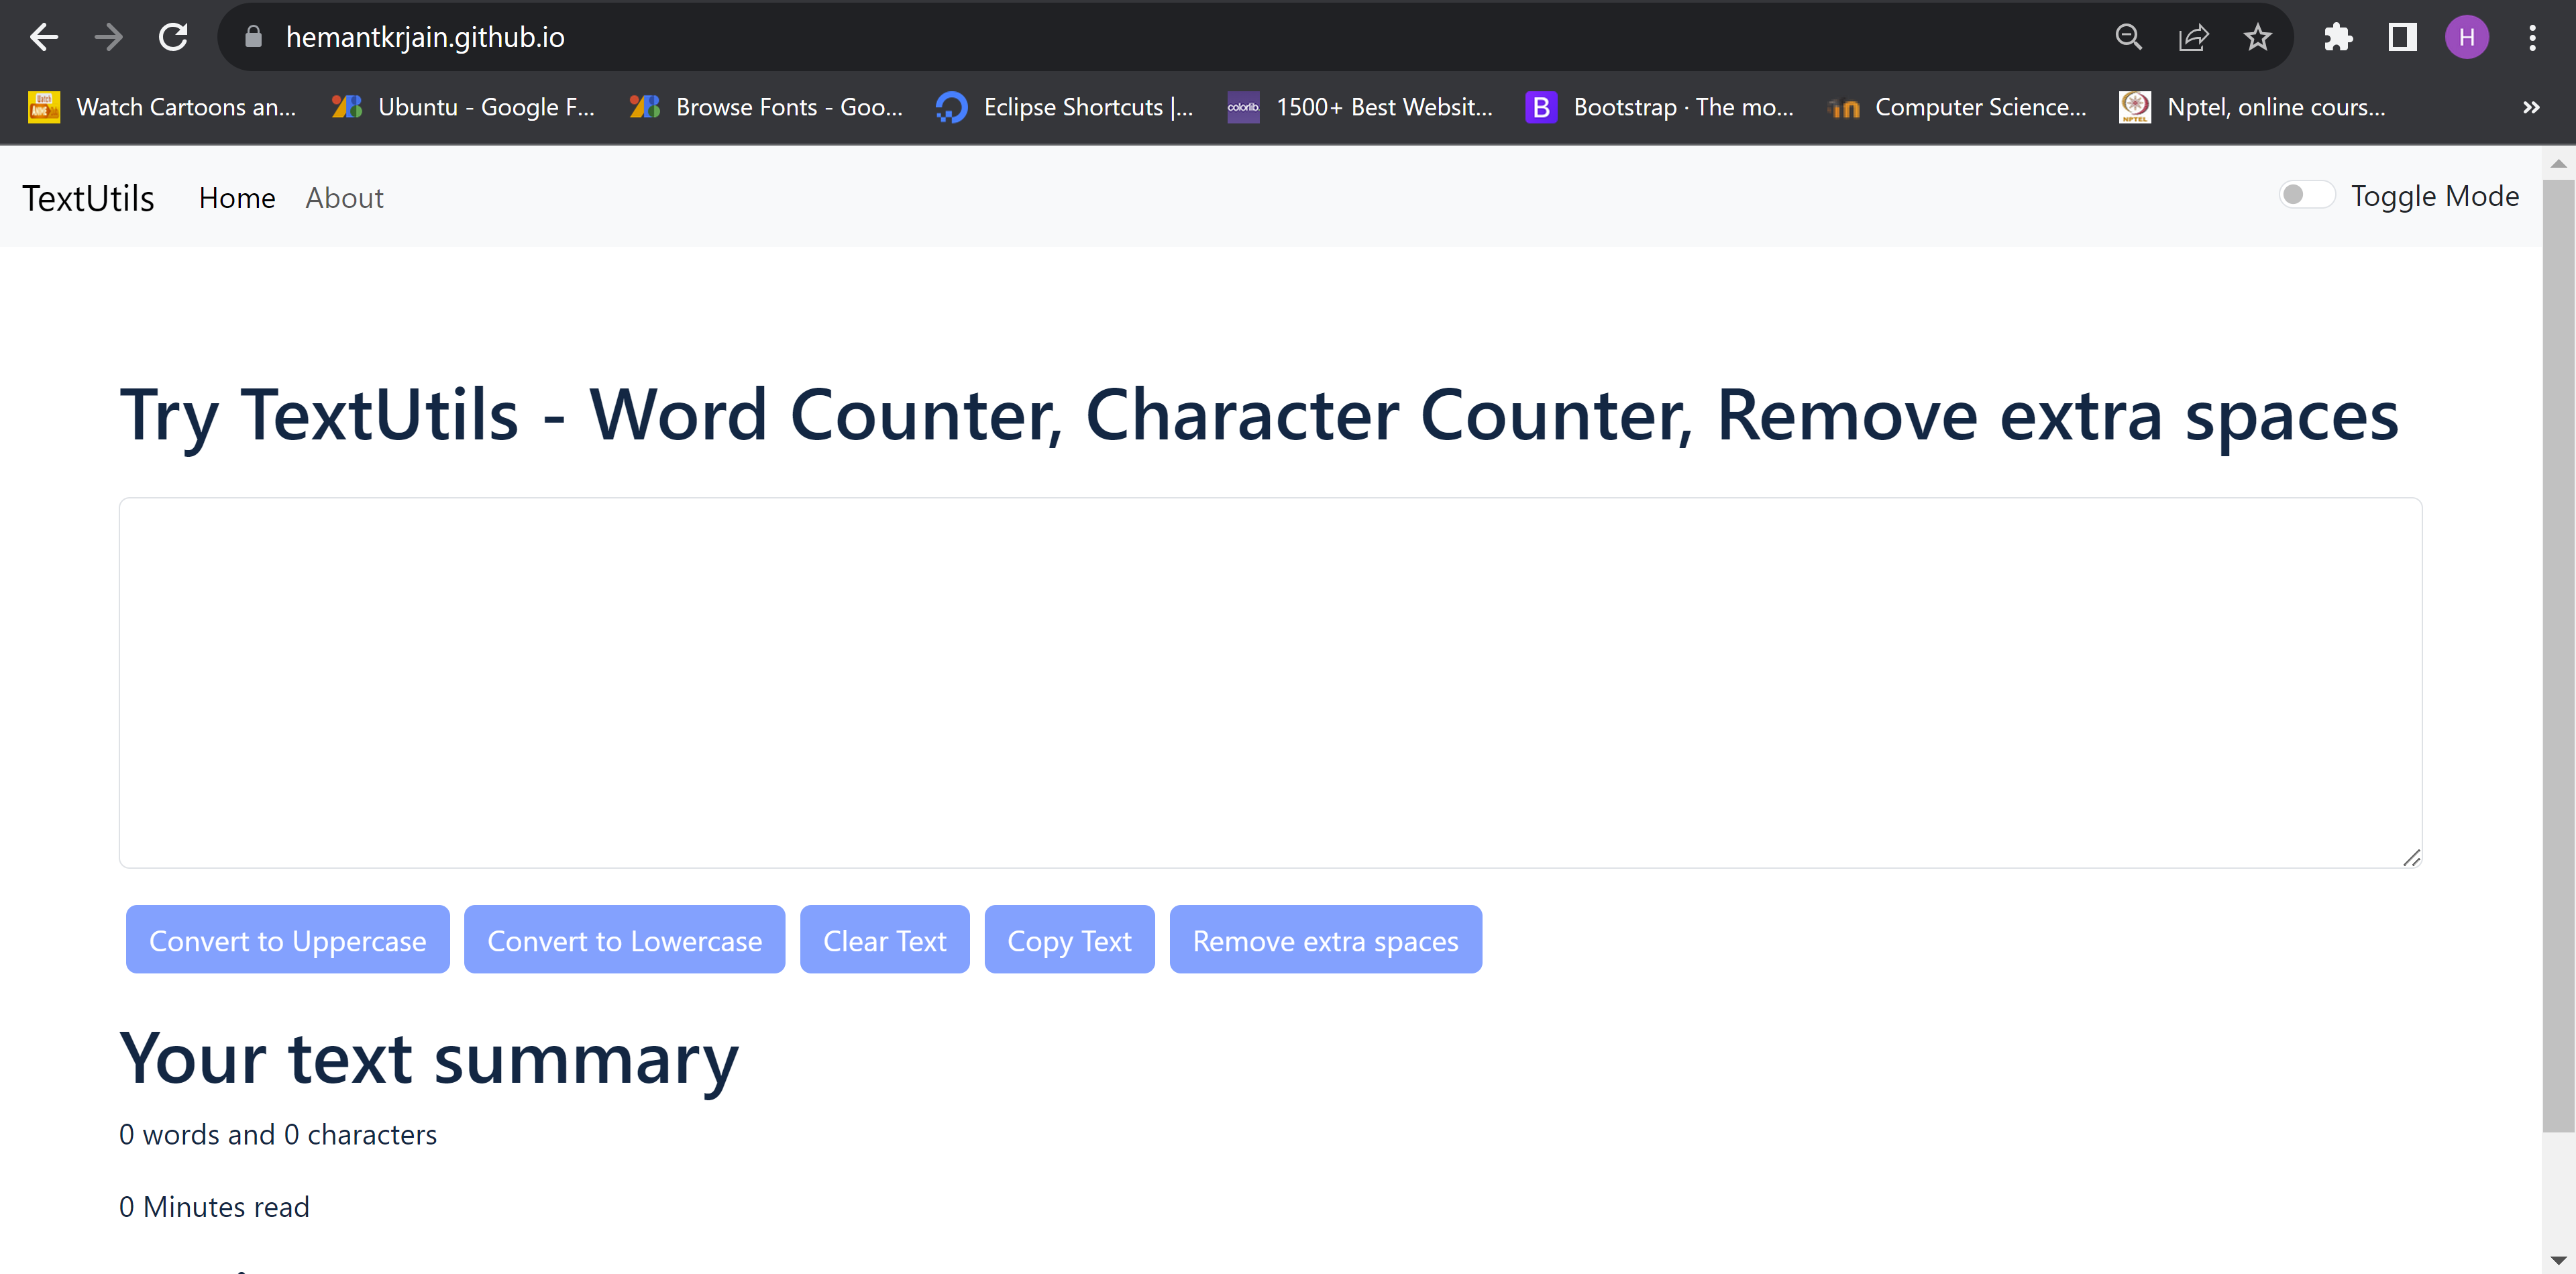 hemantkrjain.github.io
H
Watch Cartoons an... Ubuntu - Google F... Browse Fonts - Goo... Eclipse Shortcuts |... colorlib. 1500+ Best Websit... B Bootstrap · The mo... Computer Science... NPTEL Nptel, online cours... »
TextUtils Home About Toggle Mode
Try TextUtils - Word Counter, Character Counter, Remove extra spaces
Convert to Uppercase Convert to Lowercase Clear Text Copy Text Remove extra spaces
Your text summary
0 words and 0 characters
0 Minutes read